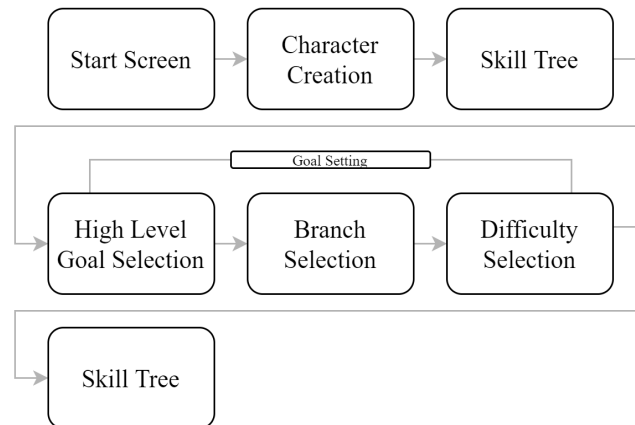 Start Screen
Character
Creation
Skill Tree
Goal Setting
High Level
Goal Selection
Branch
Selection
Difficulty
Selection
Skill Tree